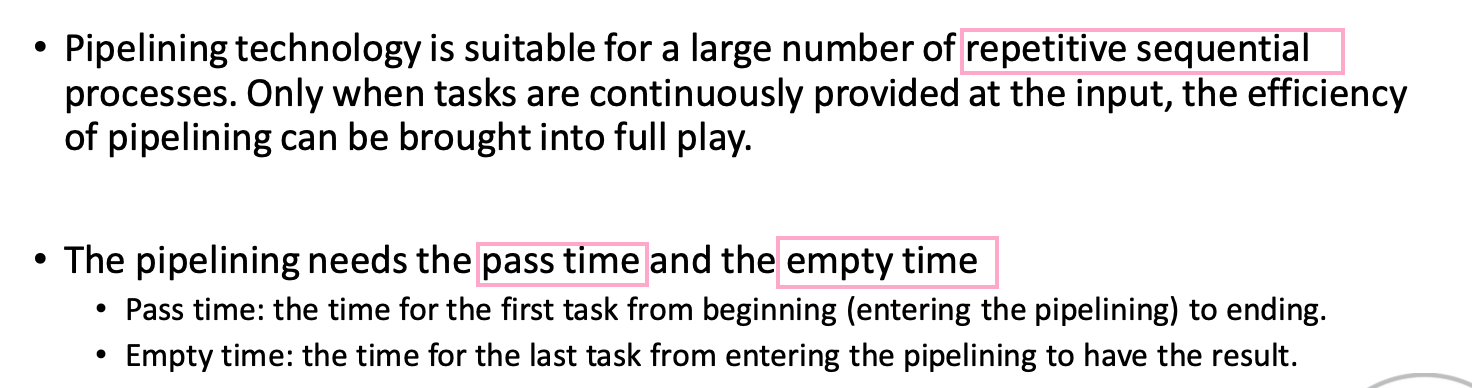 • Pipelining technology is suitable for a large number of repetitive sequential
processes. Only when tasks are continuously provided at the input, the efficiency
of pipelining can be brought into full play.
• The pipelining needs the pass time and the empty time
• Pass time: the time for the first task from beginning (entering the pipelining) to ending.
• Empty time: the time for the last task from entering the pipelining to have the result.